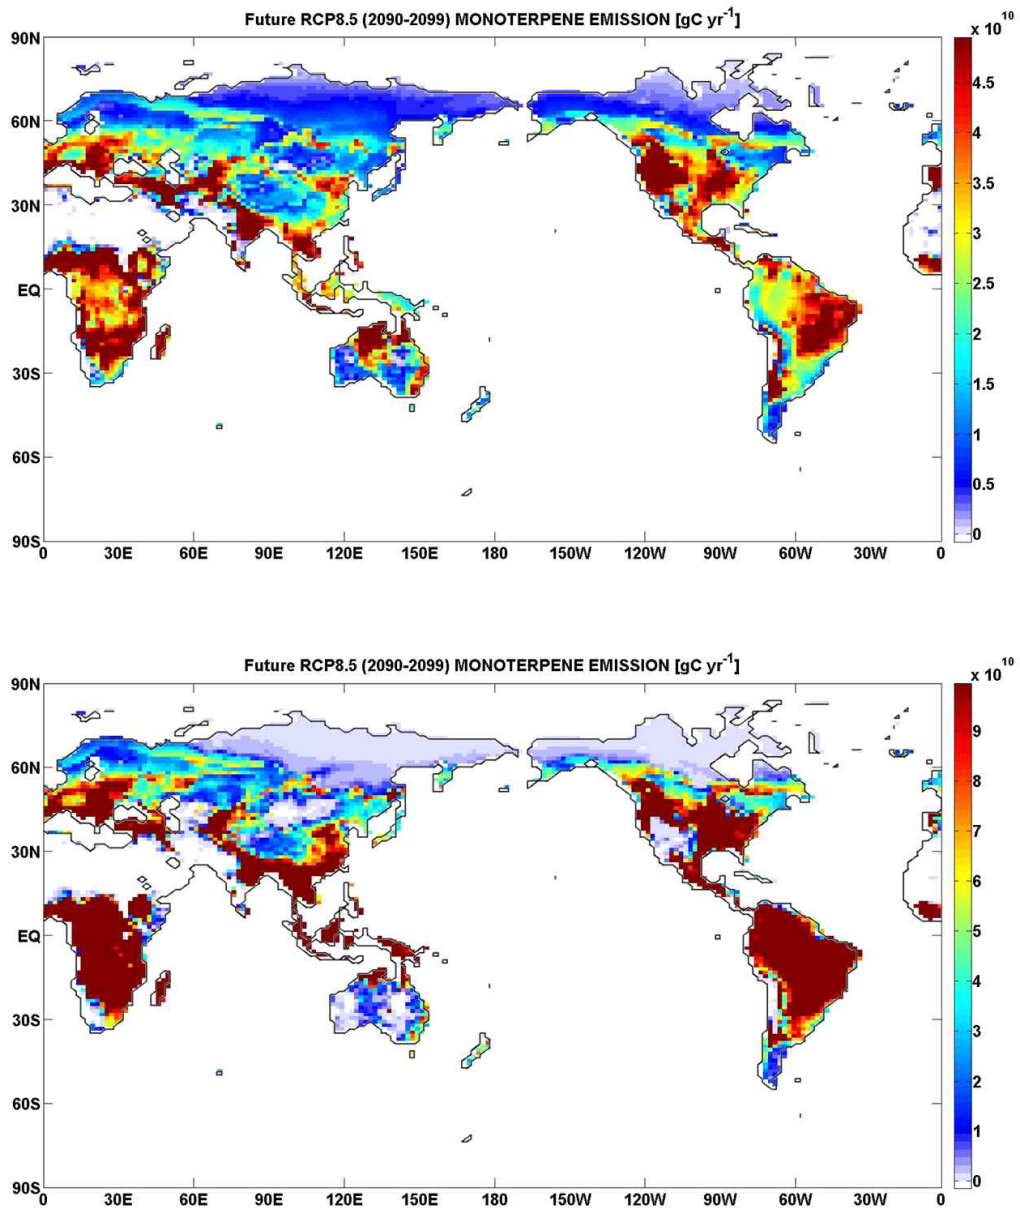 Future RCP8.5 (2090-2099) MONOTERPENE EMISSION [gC yr-1]
x 10 10
90N
60N
30N
EQ
30S
60S
90S
0 30E 60E 90E 120E 150E 180 150W 120W 90W 60W 0
4.5
4
3.5
3
2.5
2
1.5
1
0.5
0
Future RCP8.5 (2090-2099) MONOTERPENE EMISSION [gC yr-1]
x 10 10
90N
60N
30N
EQ
30S
60S
90S
0 30E 60E 90E 120E 150E 180 150W 120W 90W 60W 0
9
8
7
6
5
4
3
2
1
0